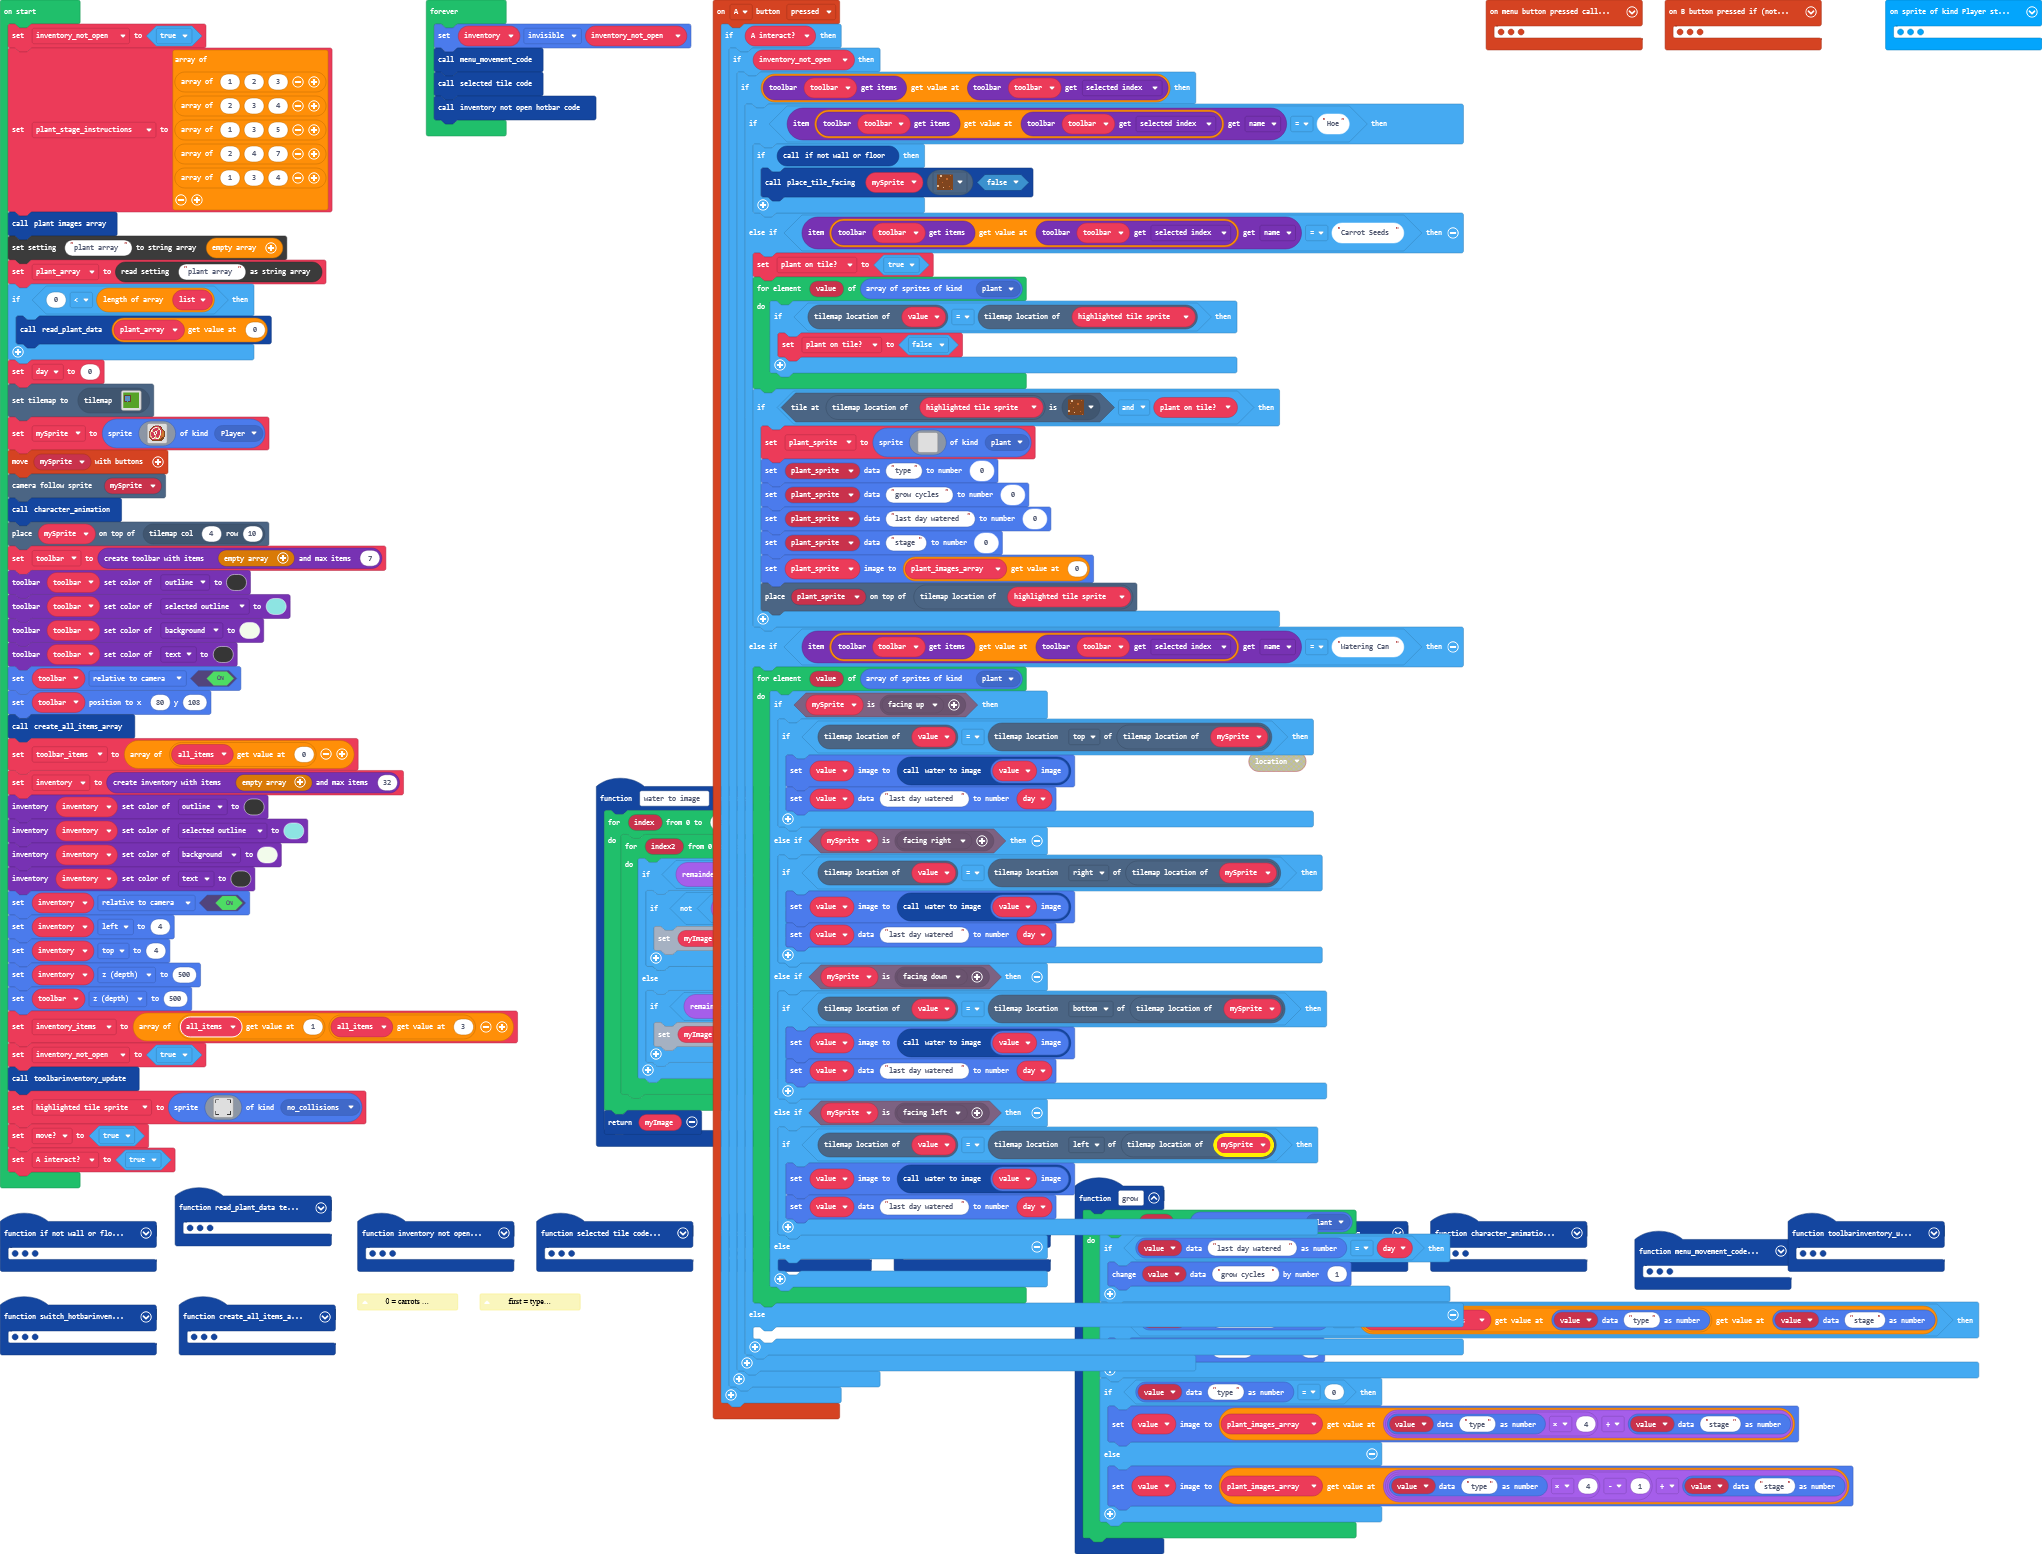 on start
set inventory_not_open to true
array of
array of 1 2 3
array of 2 3 4
set plant_stage_instructions to array of 1 3 5
array of 2 4 7
array of 1 3 4
call plant images array
set setting "plant array" to string array empty array
set plant_array to read setting "plant array" as string array
if 0 < length of array list then
call read_plant_data plant_array get value at 0
set day to 0
set tilemap to tilemap
set mySprite to sprite of kind Player
move mySprite with buttons
camera follow sprite mySprite
call character_animation
place mySprite on top of tilemap col 4 row 10
set toolbar to create toolbar with items empty array and max items 7
toolbar toolbar set color of outline to
toolbar toolbar set color of selected outline to
toolbar toolbar set color of background to
toolbar toolbar set color of text to
set toolbar relative to camera ON
set toolbar position to x 80 y 108
call create_all_items_array
set toolbar_items to array of all_items get value at 0
set inventory to create inventory with items empty array and max items 32
inventory inventory set color of outline to
inventory inventory set color of selected outline to
inventory inventory set color of background to
inventory inventory set color of text to
set inventory relative to camera ON
set inventory left to 4
set inventory top to 4
set inventory z (depth) to 500
set toolbar z (depth) to 500
set inventory_items to array of all_items get value at 1 all_items get value at 3
set inventory_not_open to true
call toolbarinventory_update
set highlighted tile sprite to sprite of kind no_collisions
set move? to true
set A interact? to true
forever
set inventory invisible inventory_not_open
call menu_movement_code
call selected tile code
call inventory not open hotbar code
function water to image
for index from 0 to
do for index2 from 0
do
if remainde
if not
set myImage
else
if remain
set myImage
return myImage
on A button pressed
if A interact? then
if inventory_not_open then
if toolbar toolbar get items get value at toolbar toolbar get selected index then
if item toolbar toolbar get items get value at toolbar toolbar get selected index get name = "Hoe" then
if call if not wall or floor then
call place_tile_facing mySprite false
else if item toolbar toolbar get items get value at toolbar toolbar get selected index get name = "Carrot Seeds" then
set plant on tile? to true
for element value of array of sprites of kind plant
do
if tilemap location of value = tilemap location of highlighted tile sprite then
set plant on tile? to false
if tile at tilemap location of highlighted tile sprite is and plant on tile? then
set plant_sprite to sprite of kind plant
set plant_sprite data "type" to number 0
set plant_sprite data "grow cycles" to number 0
set plant_sprite data "last day watered" to number 0
set plant_sprite data "stage" to number 0
set plant_sprite image to plant_images_array get value at 0
place plant_sprite on top of tilemap location of highlighted tile sprite
else if item toolbar toolbar get items get value at toolbar toolbar get selected index get name = "Watering Can" then
for element value of array of sprites of kind plant
do
if mySprite is facing up then
if tilemap location of value = tilemap location top of tilemap location of mySprite then
location
set value image to call water to image value image
set value data "last day watered" to number day
else if mySprite is facing right then
if tilemap location of value = tilemap location right of tilemap location of mySprite then
set value image to call water to image value image
set value data "last day watered" to number day
else if mySprite is facing down then
if tilemap location of value = tilemap location bottom of tilemap location of mySprite then
set value image to call water to image value image
set value data "last day watered" to number day
else if mySprite is facing left then
if tilemap location of value = tilemap location left of tilemap location of mySprite then
set value image to call water to image value image
set value data "last day watered" to number day
else
else
on menu button pressed call...
on B button pressed if (not...
on sprite of kind Player st...
function grow
lant
do
if value data "last day watered" as number = day then
change value data "grow cycles" by number 1
get value at value data "type" as number get value at value data "stage" as number then
if value data "type" as number = 0 then
set value image to plant_images_array get value at value data "type" as number × 4 + value data "stage" as number
else
set value image to plant_images_array get value at value data "type" as number × 4 - 1 + value data "stage" as number
function if not wall or flo...
function read_plant_data te...
function inventory not open...
function selected tile code...
function character_animatio...
function menu_movement_code...
function toolbarinventory_u...
function switch_hotbarinven...
function create_all_items_a...
0 = carrots ...
first = type...